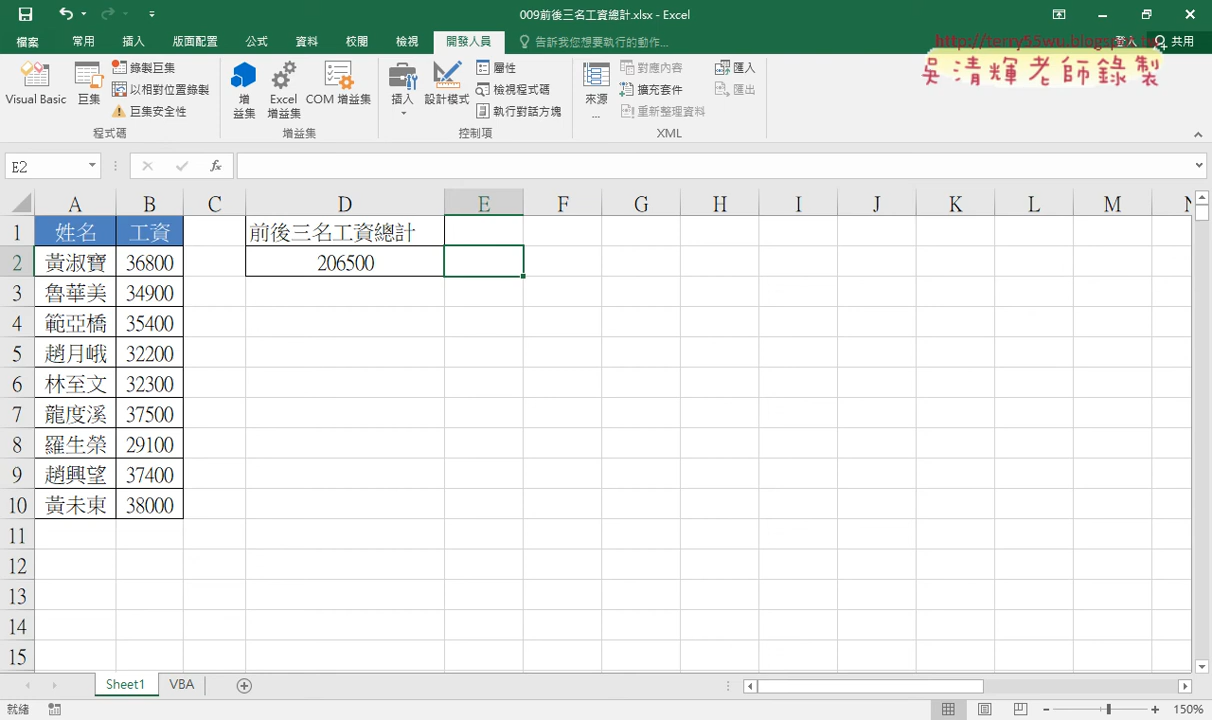 009前後三名工資總計.xlsx - Excel
檔案 常用 插入 版面配置 公式 資料 校閱 檢視 開發人員 告訴我您想要執行的動作... 登入 共用
http://terry55wu.blogspot.tw
吳清輝老師錄製
Visual Basic 巨集 錄製巨集 以相對位置錄製 巨集安全性
程式碼
增益集 Excel 增益集 COM 增益集
增益集
插入 設計模式 屬性 檢視程式碼 執行對話方塊
控制項
來源... 對應內容 擴充套件 重新整理資料 匯入 匯出
XML
E2 fx
A B C D E F G H I J K L M N
1 姓名 工資 前後三名工資總計
2 黃淑寶 36800 206500
3 魯華美 34900
4 範亞橋 35400
5 趙月峨 32200
6 林至文 32300
7 龍度溪 37500
8 羅生榮 29100
9 趙興望 37400
10 黃未東 38000
11
12
13
14
15
Sheet1 VBA
就緒 150%